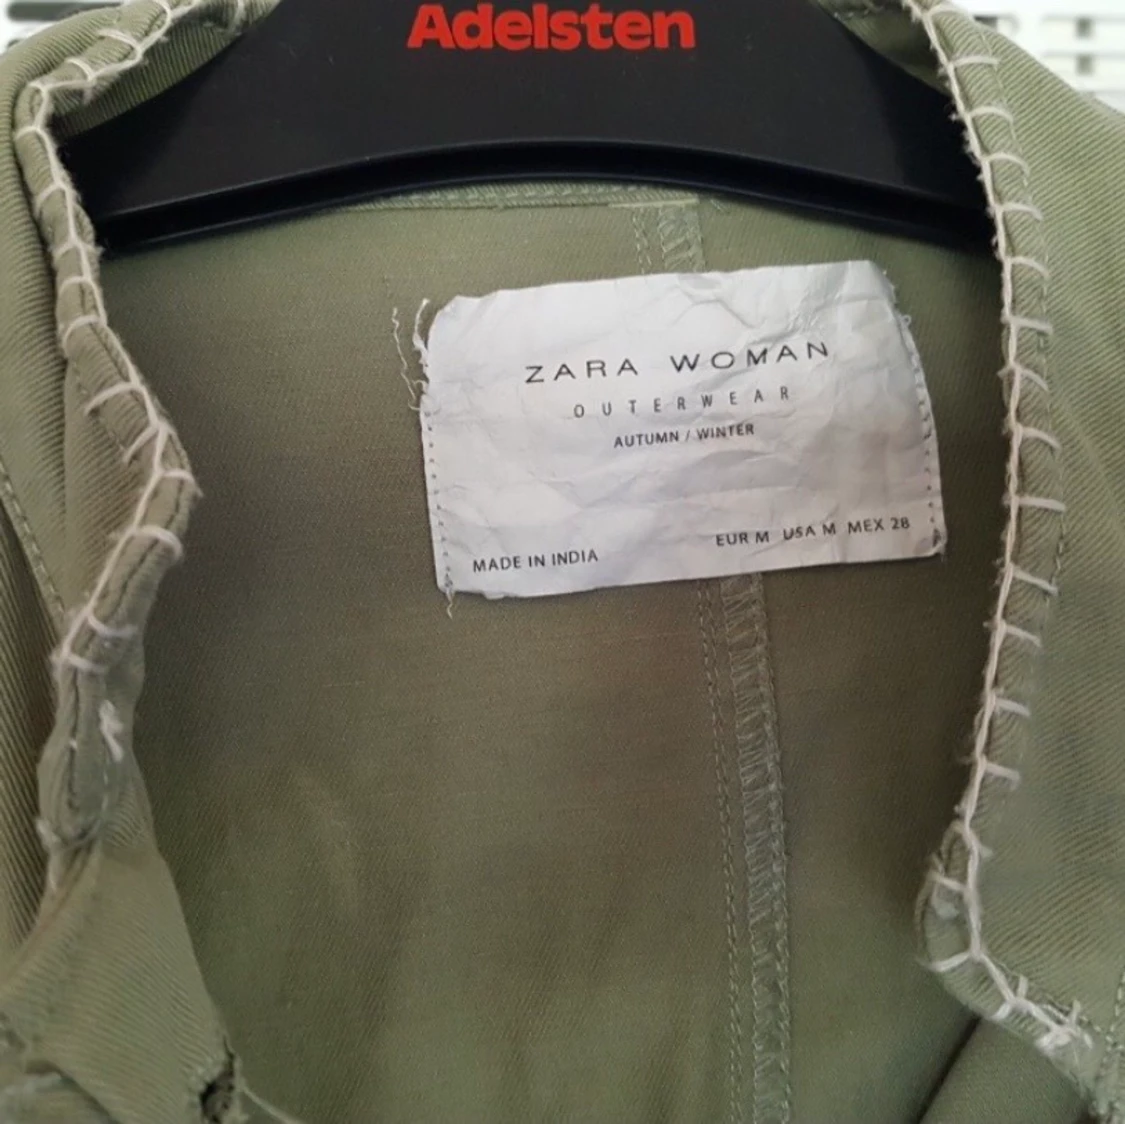 Adelsten
ZARA WOMAN
OUTERWEAR
AUTUMN / WINTER
EUR M USA M MEX 28
MADE IN INDIA